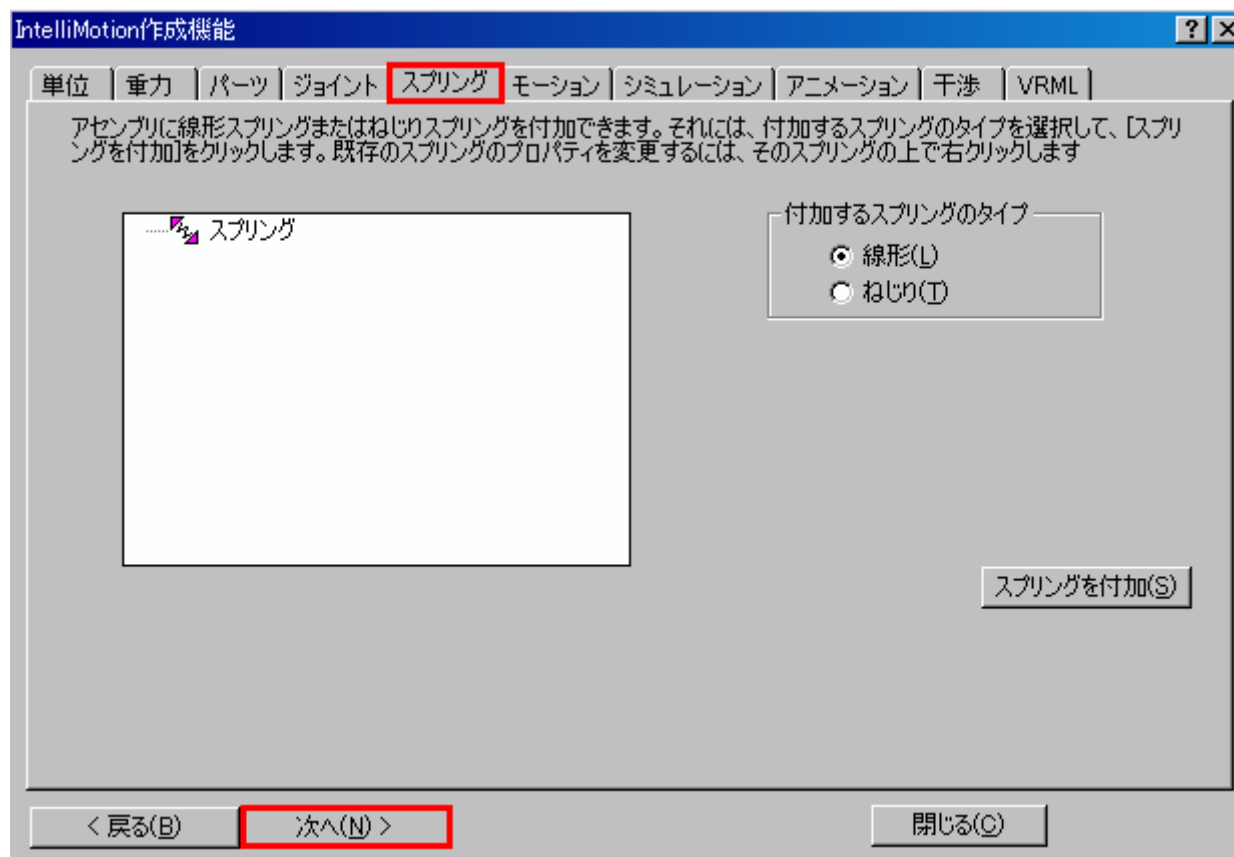 IntelliMotion作成機能
単位 重力 パーツ ジョイント スプリング モーション シミュレーション アニメーション 干渉 VRML
アセンブリに線形スプリングまたはねじりスプリングを付加できます。それには、付加するスプリングのタイプを選択して、[スプリ
ングを付加]をクリックします。既存のスプリングのプロパティを変更するには、そのスプリングの上で右クリックします
スプリング
付加するスプリングのタイプ
線形(L)
ねじり(T)
スプリングを付加(S)
< 戻る(B) 次へ(N) > 閉じる(C)